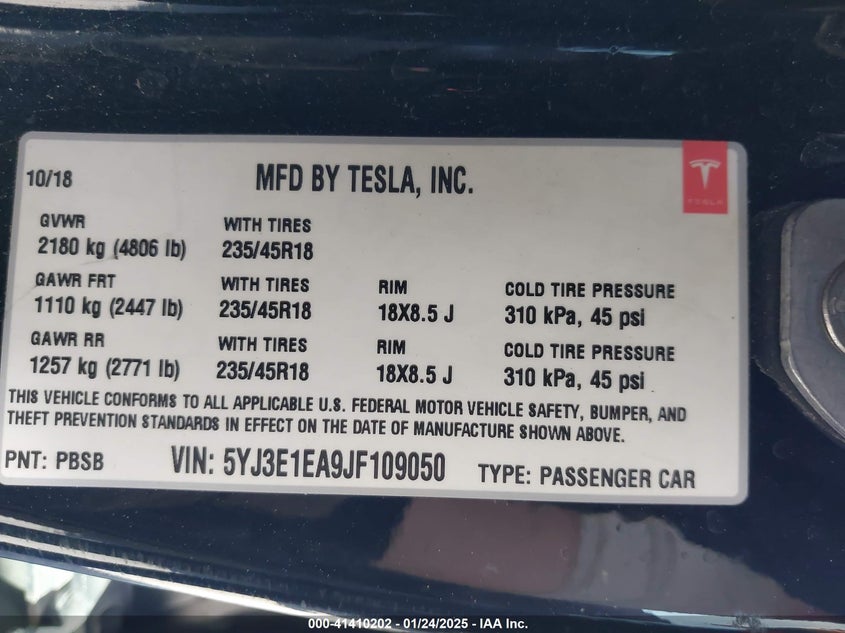 10/18
MFD BY TESLA, INC.
TESLA
GVWR WITH TIRES
2180 kg (4806 lb) 235/45R18
GAWR FRT WITH TIRES RIM COLD TIRE PRESSURE
1110 kg (2447 lb) 235/45R18 18X8.5 J 310 kPa, 45 psi
GAWR RR WITH TIRES RIM COLD TIRE PRESSURE
1257 kg (2771 lb) 235/45R18 18X8.5 J 310 kPa, 45 psi
THIS VEHICLE CONFORMS TO ALL APPLICABLE U.S. FEDERAL MOTOR VEHICLE SAFETY, BUMPER, AND
THEFT PREVENTION STANDARDS IN EFFECT ON THE DATE OF MANUFACTURE SHOWN ABOVE.
PNT: PBSB VIN: 5YJ3E1EA9JF109050 TYPE: PASSENGER CAR
000-41410202 - 01/24/2025 - IAA Inc.